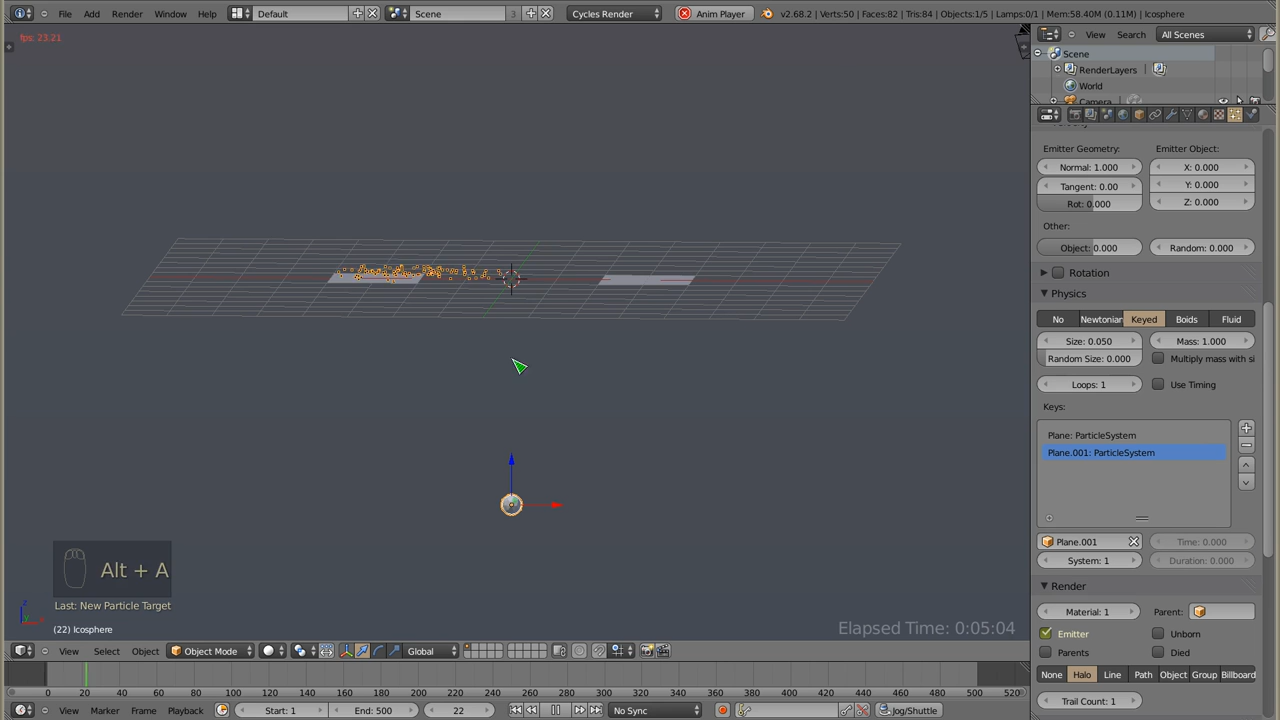 File Add Render Window Help Default Scene 3 Cycles Render Anim Player v2.68.2 | Verts:50 | Faces:82 | Tris:84 | Objects:1/5 | Lamps:0/1 | Mem:58.40M (0.11M) | Icosphere
fps: 23.21
View Search All Scenes
Scene
RenderLayers
World
Camera
Emitter Geometry: Emitter Object:
Normal: 1.000 X: 0.000
Tangent: 0.00 Y: 0.000
Rot: 0.000 Z: 0.000
Other:
Object: 0.000 Random: 0.000
Rotation
Physics
No Newtonian Keyed Boids Fluid
Size: 0.050 Mass: 1.000
Random Size: 0.000 Multiply mass with si
Loops: 1 Use Timing
Keys:
Plane: ParticleSystem
Plane.001: ParticleSystem
Plane.001 Time: 0.000
System: 1 Duration: 0.000
Render
Material: 1 Parent:
Emitter Unborn
Parents Died
None Halo Line Path Object Group Billboard
Trail Count: 1
Alt + A
Last: New Particle Target
(22) Icosphere
Elapsed Time: 0:05:04
View Select Object Object Mode Global
0 20 40 60 80 100 120 140 160 180 200 220 240 260 280 300 320 340 360 380 400 420 440 460 480 500 520
View Marker Frame Playback Start: 1 End: 500 22 No Sync Jog/Shuttle